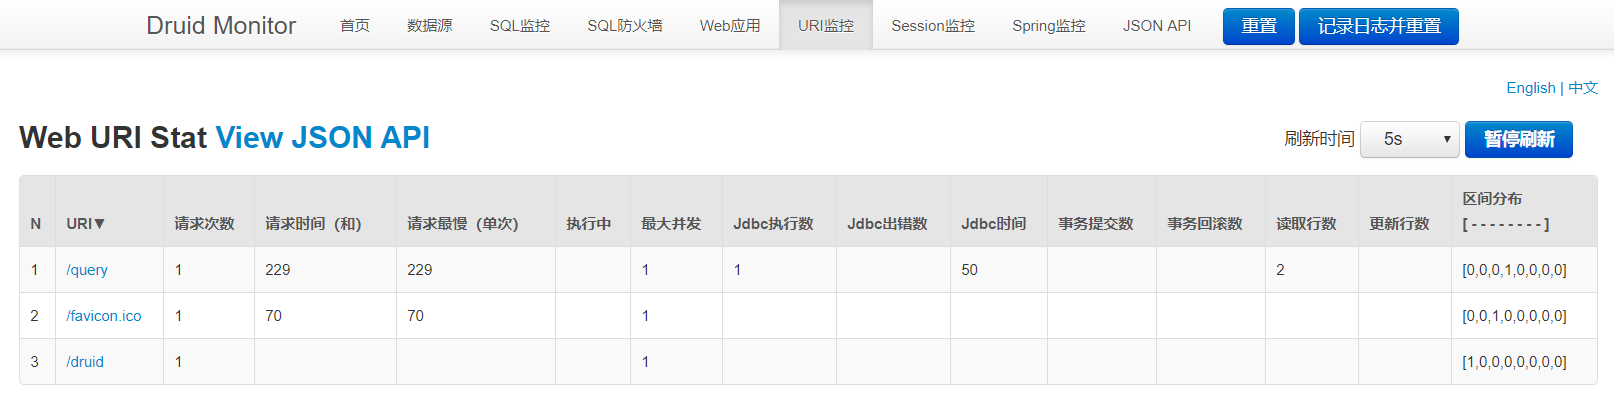 Druid Monitor 首页 数据源 SQL监控 SQL防火墙 Web应用 URI监控 Session监控 Spring监控 JSON API 重置 记录日志并重置
English | 中文
Web URI Stat View JSON API 刷新时间 5s 暂停刷新
N URI▼ 请求次数 请求时间（和） 请求最慢（单次） 执行中 最大并发 Jdbc执行数 Jdbc出错数 Jdbc时间 事务提交数 事务回滚数 读取行数 更新行数 区间分布
[ - - - - - - - - ]
1 /query 1 229 229 1 1 50 2 [0,0,0,1,0,0,0,0]
2 /favicon.ico 1 70 70 1 [0,0,1,0,0,0,0,0]
3 /druid 1 1 [1,0,0,0,0,0,0,0]